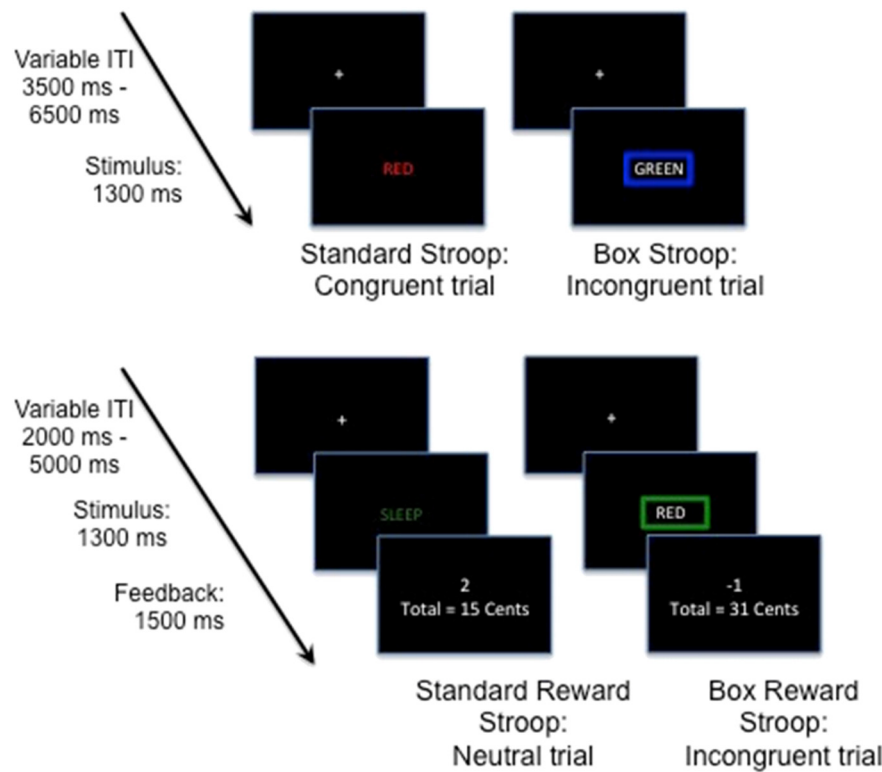 Variable ITI
3500 ms -
6500 ms
Stimulus:
1300 ms
+
+
RED
GREEN
Standard Stroop:
Congruent trial
Box Stroop:
Incongruent trial
Variable ITI
2000 ms -
5000 ms
Stimulus:
1300 ms
Feedback:
1500 ms
+
+
SLEEP
RED
2
Total = 15 Cents
-1
Total = 31 Cents
Standard Reward
Stroop:
Neutral trial
Box Reward
Stroop:
Incongruent trial